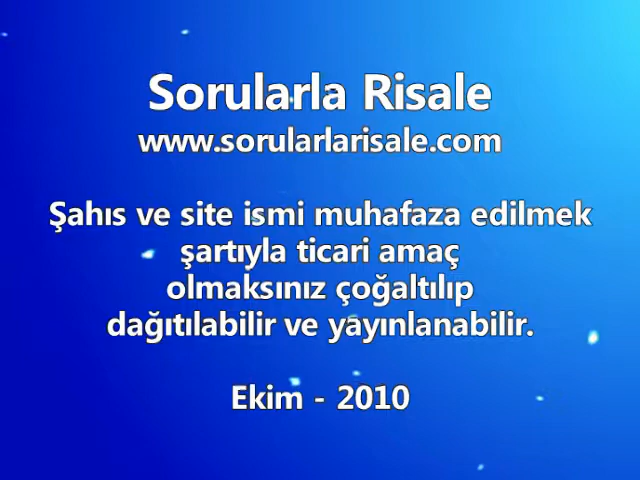 Sorularla Risale
www.sorularlarisale.com
Şahıs ve site ismi muhafaza edilmek
şartıyla ticari amaç
olmaksınız çoğaltılıp
dağıtılabilir ve yayınlanabilir.
Ekim - 2010